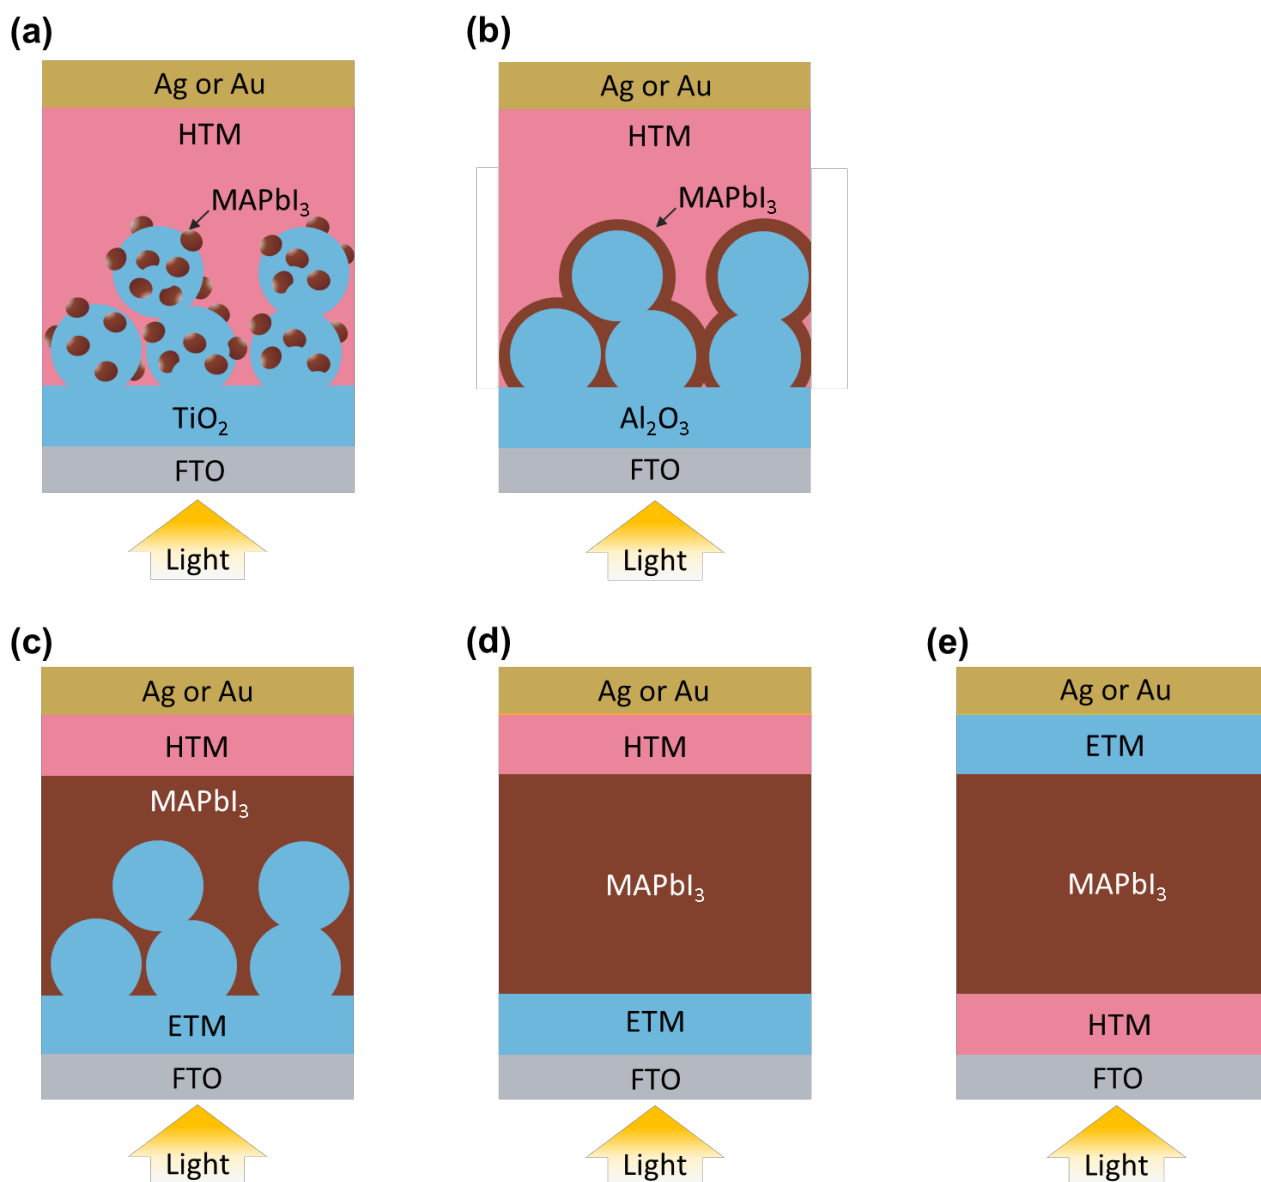 (a)
Ag or Au
HTM
MAPbI₃
TiO₂
FTO
Light
(b)
Ag or Au
HTM
MAPbI₃
Al₂O₃
FTO
Light
(c)
Ag or Au
HTM
MAPbI₃
ETM
FTO
Light
(d)
Ag or Au
HTM
MAPbI₃
ETM
FTO
Light
(e)
Ag or Au
ETM
MAPbI₃
HTM
FTO
Light